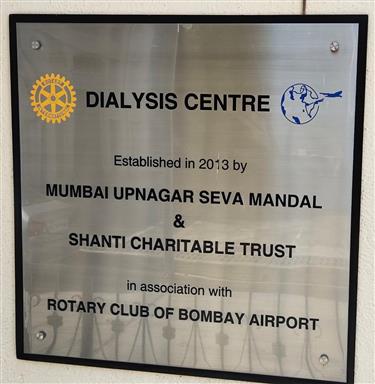 DIALYSIS CENTRE
Established in 2013 by
MUMBAI UPNAGAR SEVA MANDAL
&
SHANTI CHARITABLE TRUST
in association with
ROTARY CLUB OF BOMBAY AIRPORT